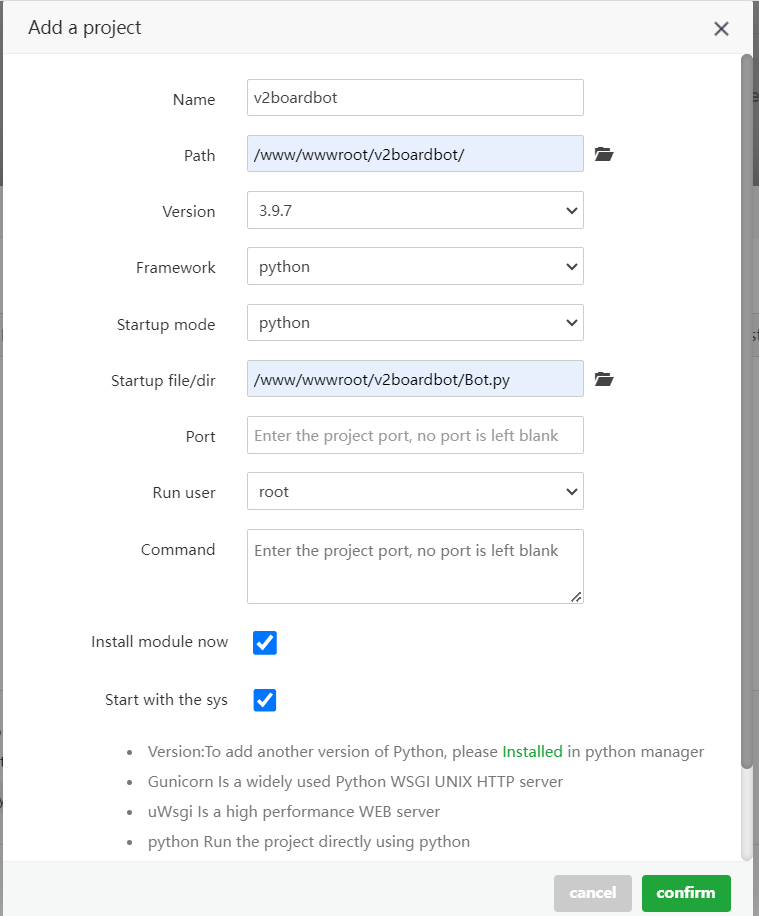 Add a project
Name
v2boardbot
Path
/www/wwwroot/v2boardbot/
Version
3.9.7
Framework
python
Startup mode
python
Startup file/dir
/www/wwwroot/v2boardbot/Bot.py
Port
Enter the project port, no port is left blank
Run user
root
Command
Enter the project port, no port is left blank
Install module now
Start with the sys
Version:To add another version of Python, please Installed in python manager
Gunicorn Is a widely used Python WSGI UNIX HTTP server
uWsgi Is a high performance WEB server
python Run the project directly using python
cancel
confirm